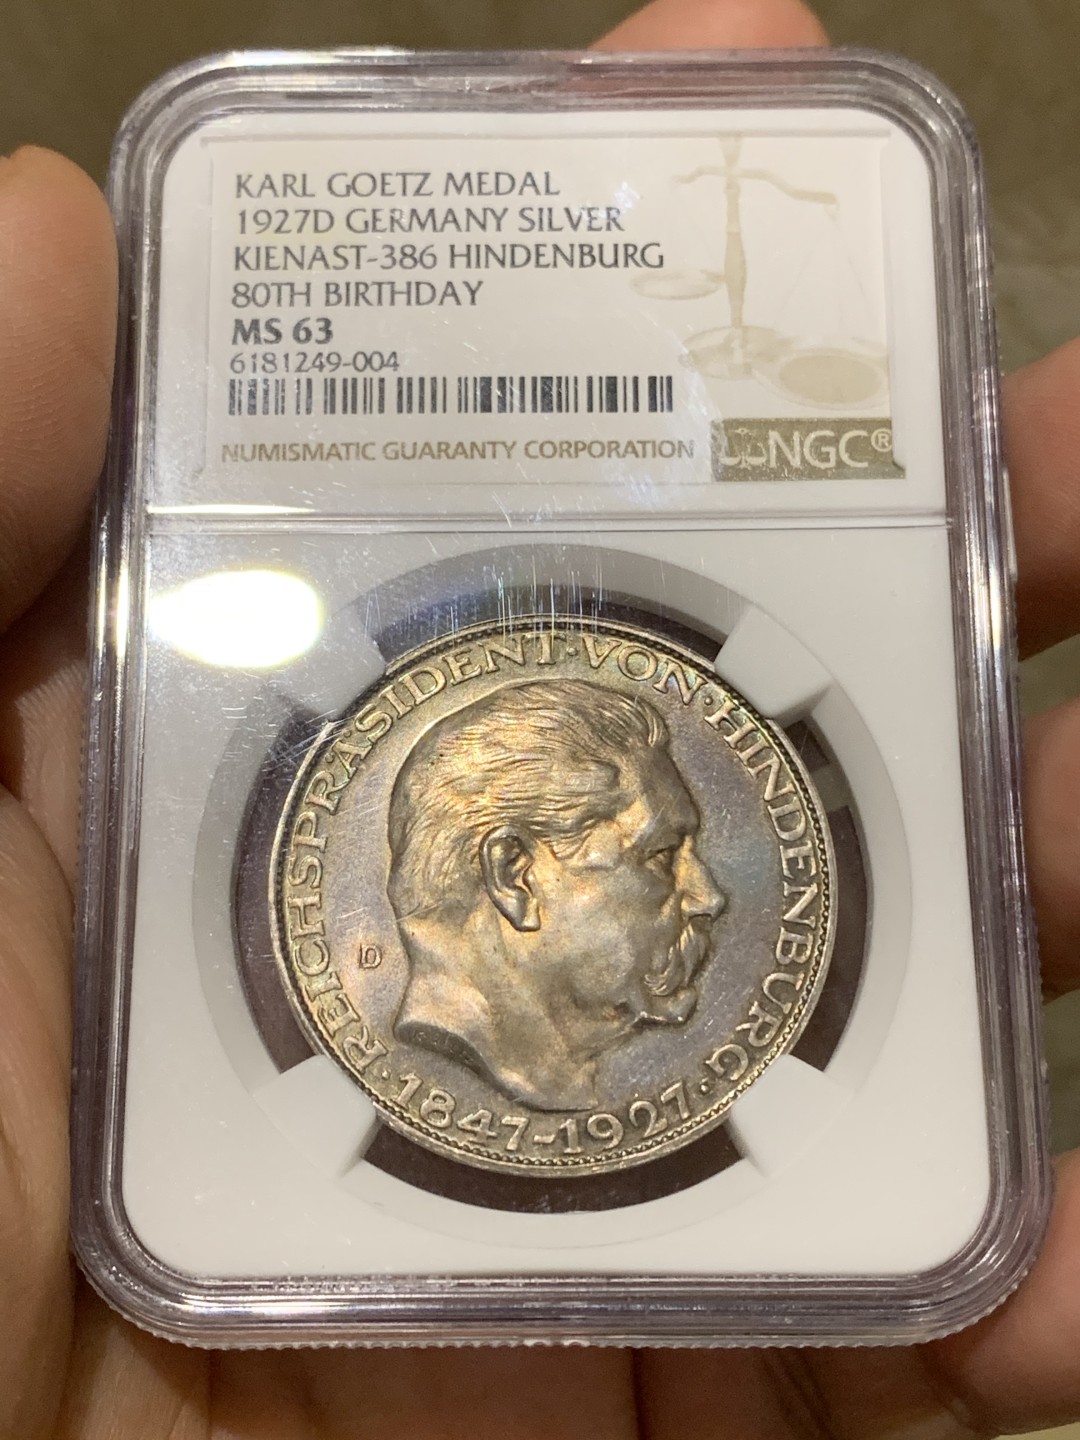 KARL GOETZ MEDAL
1927D GERMANY SILVER
KIENAST-386 HINDENBURG
80TH BIRTHDAY
MS 63
6181249-004
NUMISMATIC GUARANTY CORPORATION
NGC®
REICHSPRÄSIDENT·VON·HINDENBURG
D
·1847-1927·